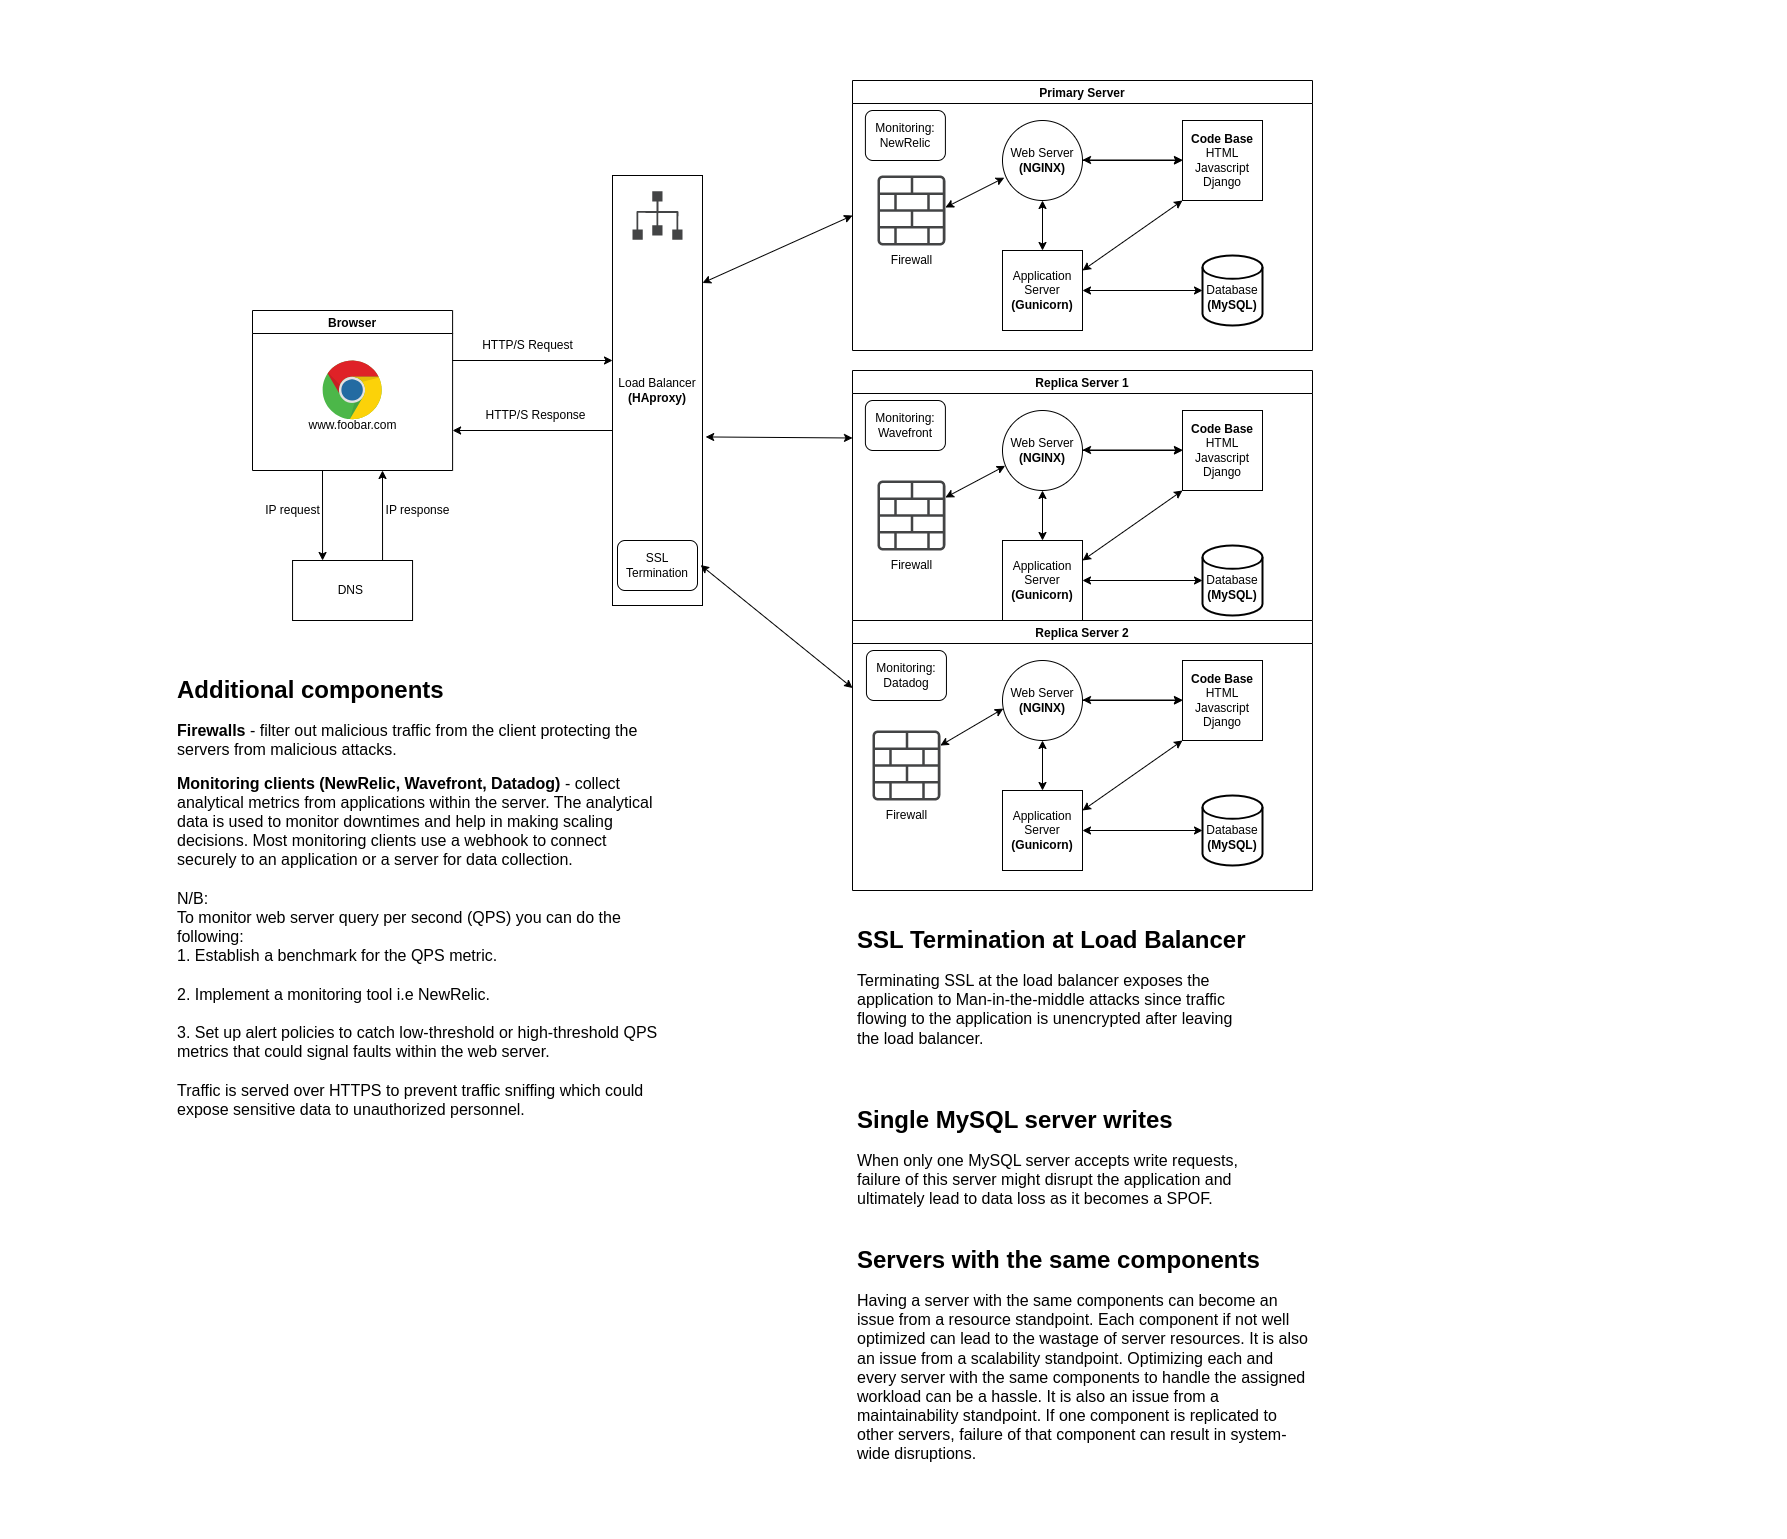 Browser
www.foobar.com
HTTP/S Request
HTTP/S Response
IP request
IP response
DNS
Load Balancer
(HAproxy)
SSL
Termination
Primary Server
Monitoring:
NewRelic
Firewall
Web Server
(NGINX)
Code Base
HTML
Javascript
Django
Application
Server
(Gunicorn)
Database
(MySQL)
Replica Server 1
Monitoring:
Wavefront
Firewall
Web Server
(NGINX)
Code Base
HTML
Javascript
Django
Application
Server
(Gunicorn)
Database
(MySQL)
Replica Server 2
Monitoring:
Datadog
Firewall
Web Server
(NGINX)
Code Base
HTML
Javascript
Django
Application
Server
(Gunicorn)
Database
(MySQL)
Additional components
Firewalls - filter out malicious traffic from the client protecting the
servers from malicious attacks.
Monitoring clients (NewRelic, Wavefront, Datadog) - collect
analytical metrics from applications within the server. The analytical
data is used to monitor downtimes and help in making scaling
decisions. Most monitoring clients use a webhook to connect
securely to an application or a server for data collection.
N/B:
To monitor web server query per second (QPS) you can do the
following:
1. Establish a benchmark for the QPS metric.
2. Implement a monitoring tool i.e NewRelic.
3. Set up alert policies to catch low-threshold or high-threshold QPS
metrics that could signal faults within the web server.
Traffic is served over HTTPS to prevent traffic sniffing which could
expose sensitive data to unauthorized personnel.
SSL Termination at Load Balancer
Terminating SSL at the load balancer exposes the
application to Man-in-the-middle attacks since traffic
flowing to the application is unencrypted after leaving
the load balancer.
Single MySQL server writes
When only one MySQL server accepts write requests,
failure of this server might disrupt the application and
ultimately lead to data loss as it becomes a SPOF.
Servers with the same components
Having a server with the same components can become an
issue from a resource standpoint. Each component if not well
optimized can lead to the wastage of server resources. It is also
an issue from a scalability standpoint. Optimizing each and
every server with the same components to handle the assigned
workload can be a hassle. It is also an issue from a
maintainability standpoint. If one component is replicated to
other servers, failure of that component can result in system-
wide disruptions.